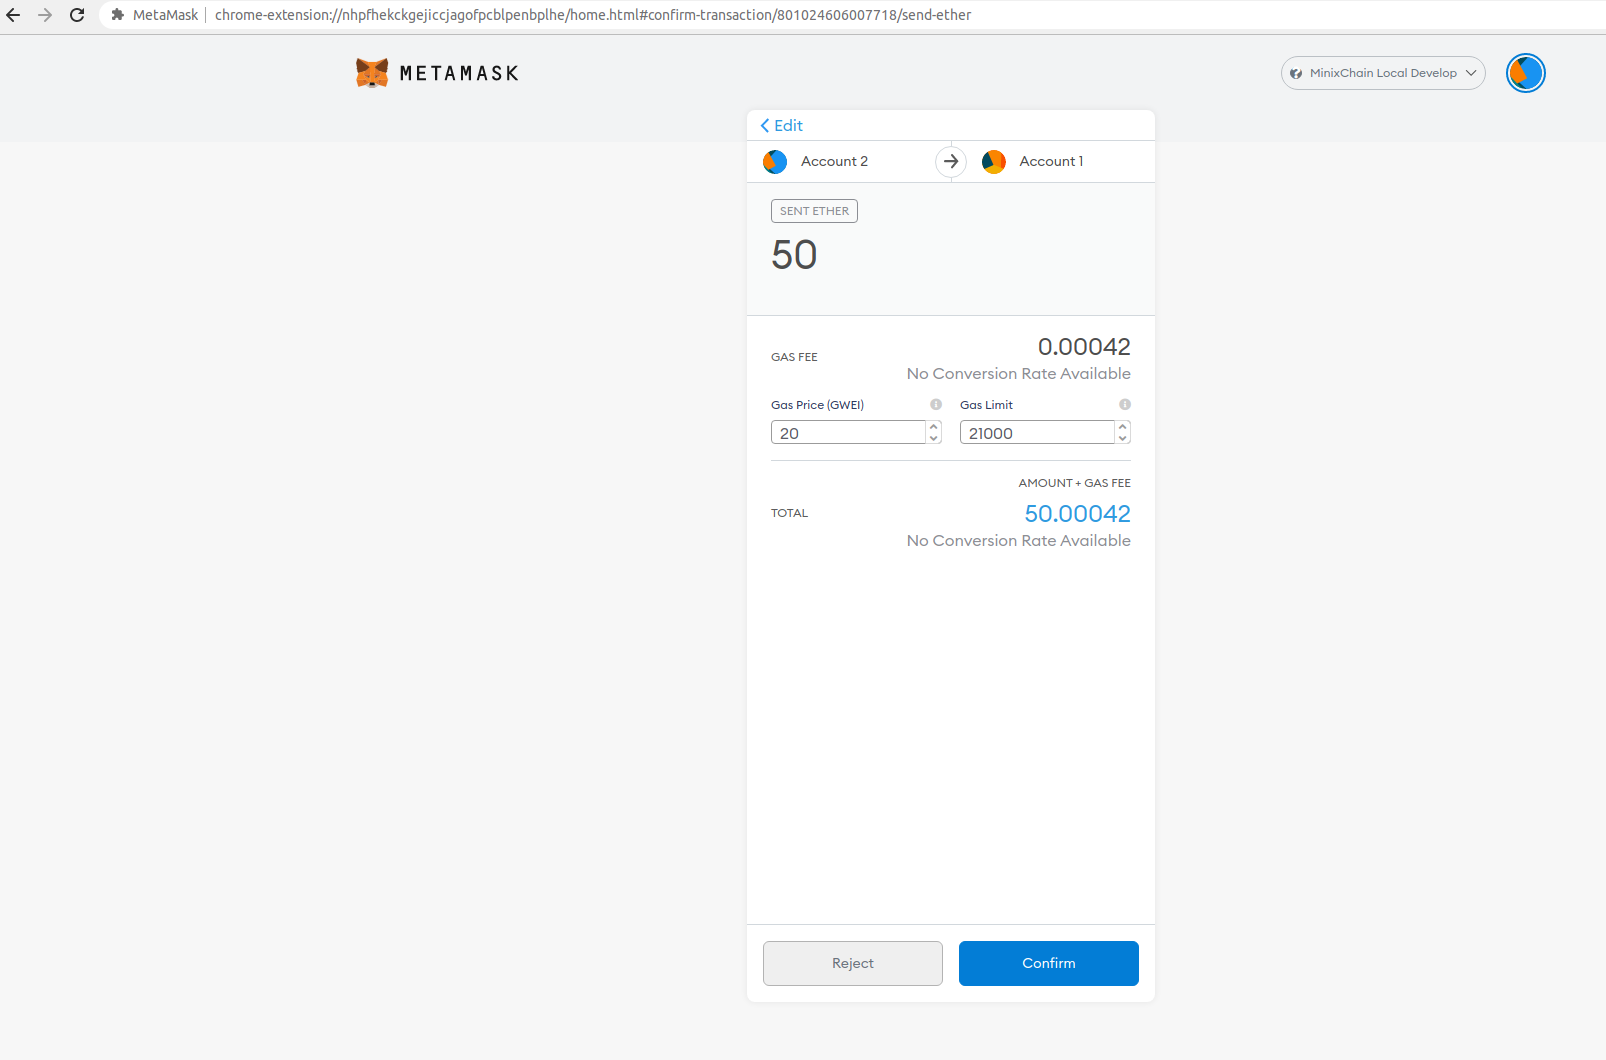 MetaMask chrome-extension://nhpfhekckgejiccjagofpcblpenbplhe/home.html#confirm-transaction/801024606007718/send-ether
METAMASK
MinixChain Local Develop
Edit
Account 2
Account 1
SENT ETHER
50
GAS FEE
0.00042
No Conversion Rate Available
Gas Price (GWEI)
Gas Limit
20
21000
AMOUNT + GAS FEE
TOTAL
50.00042
No Conversion Rate Available
Reject
Confirm